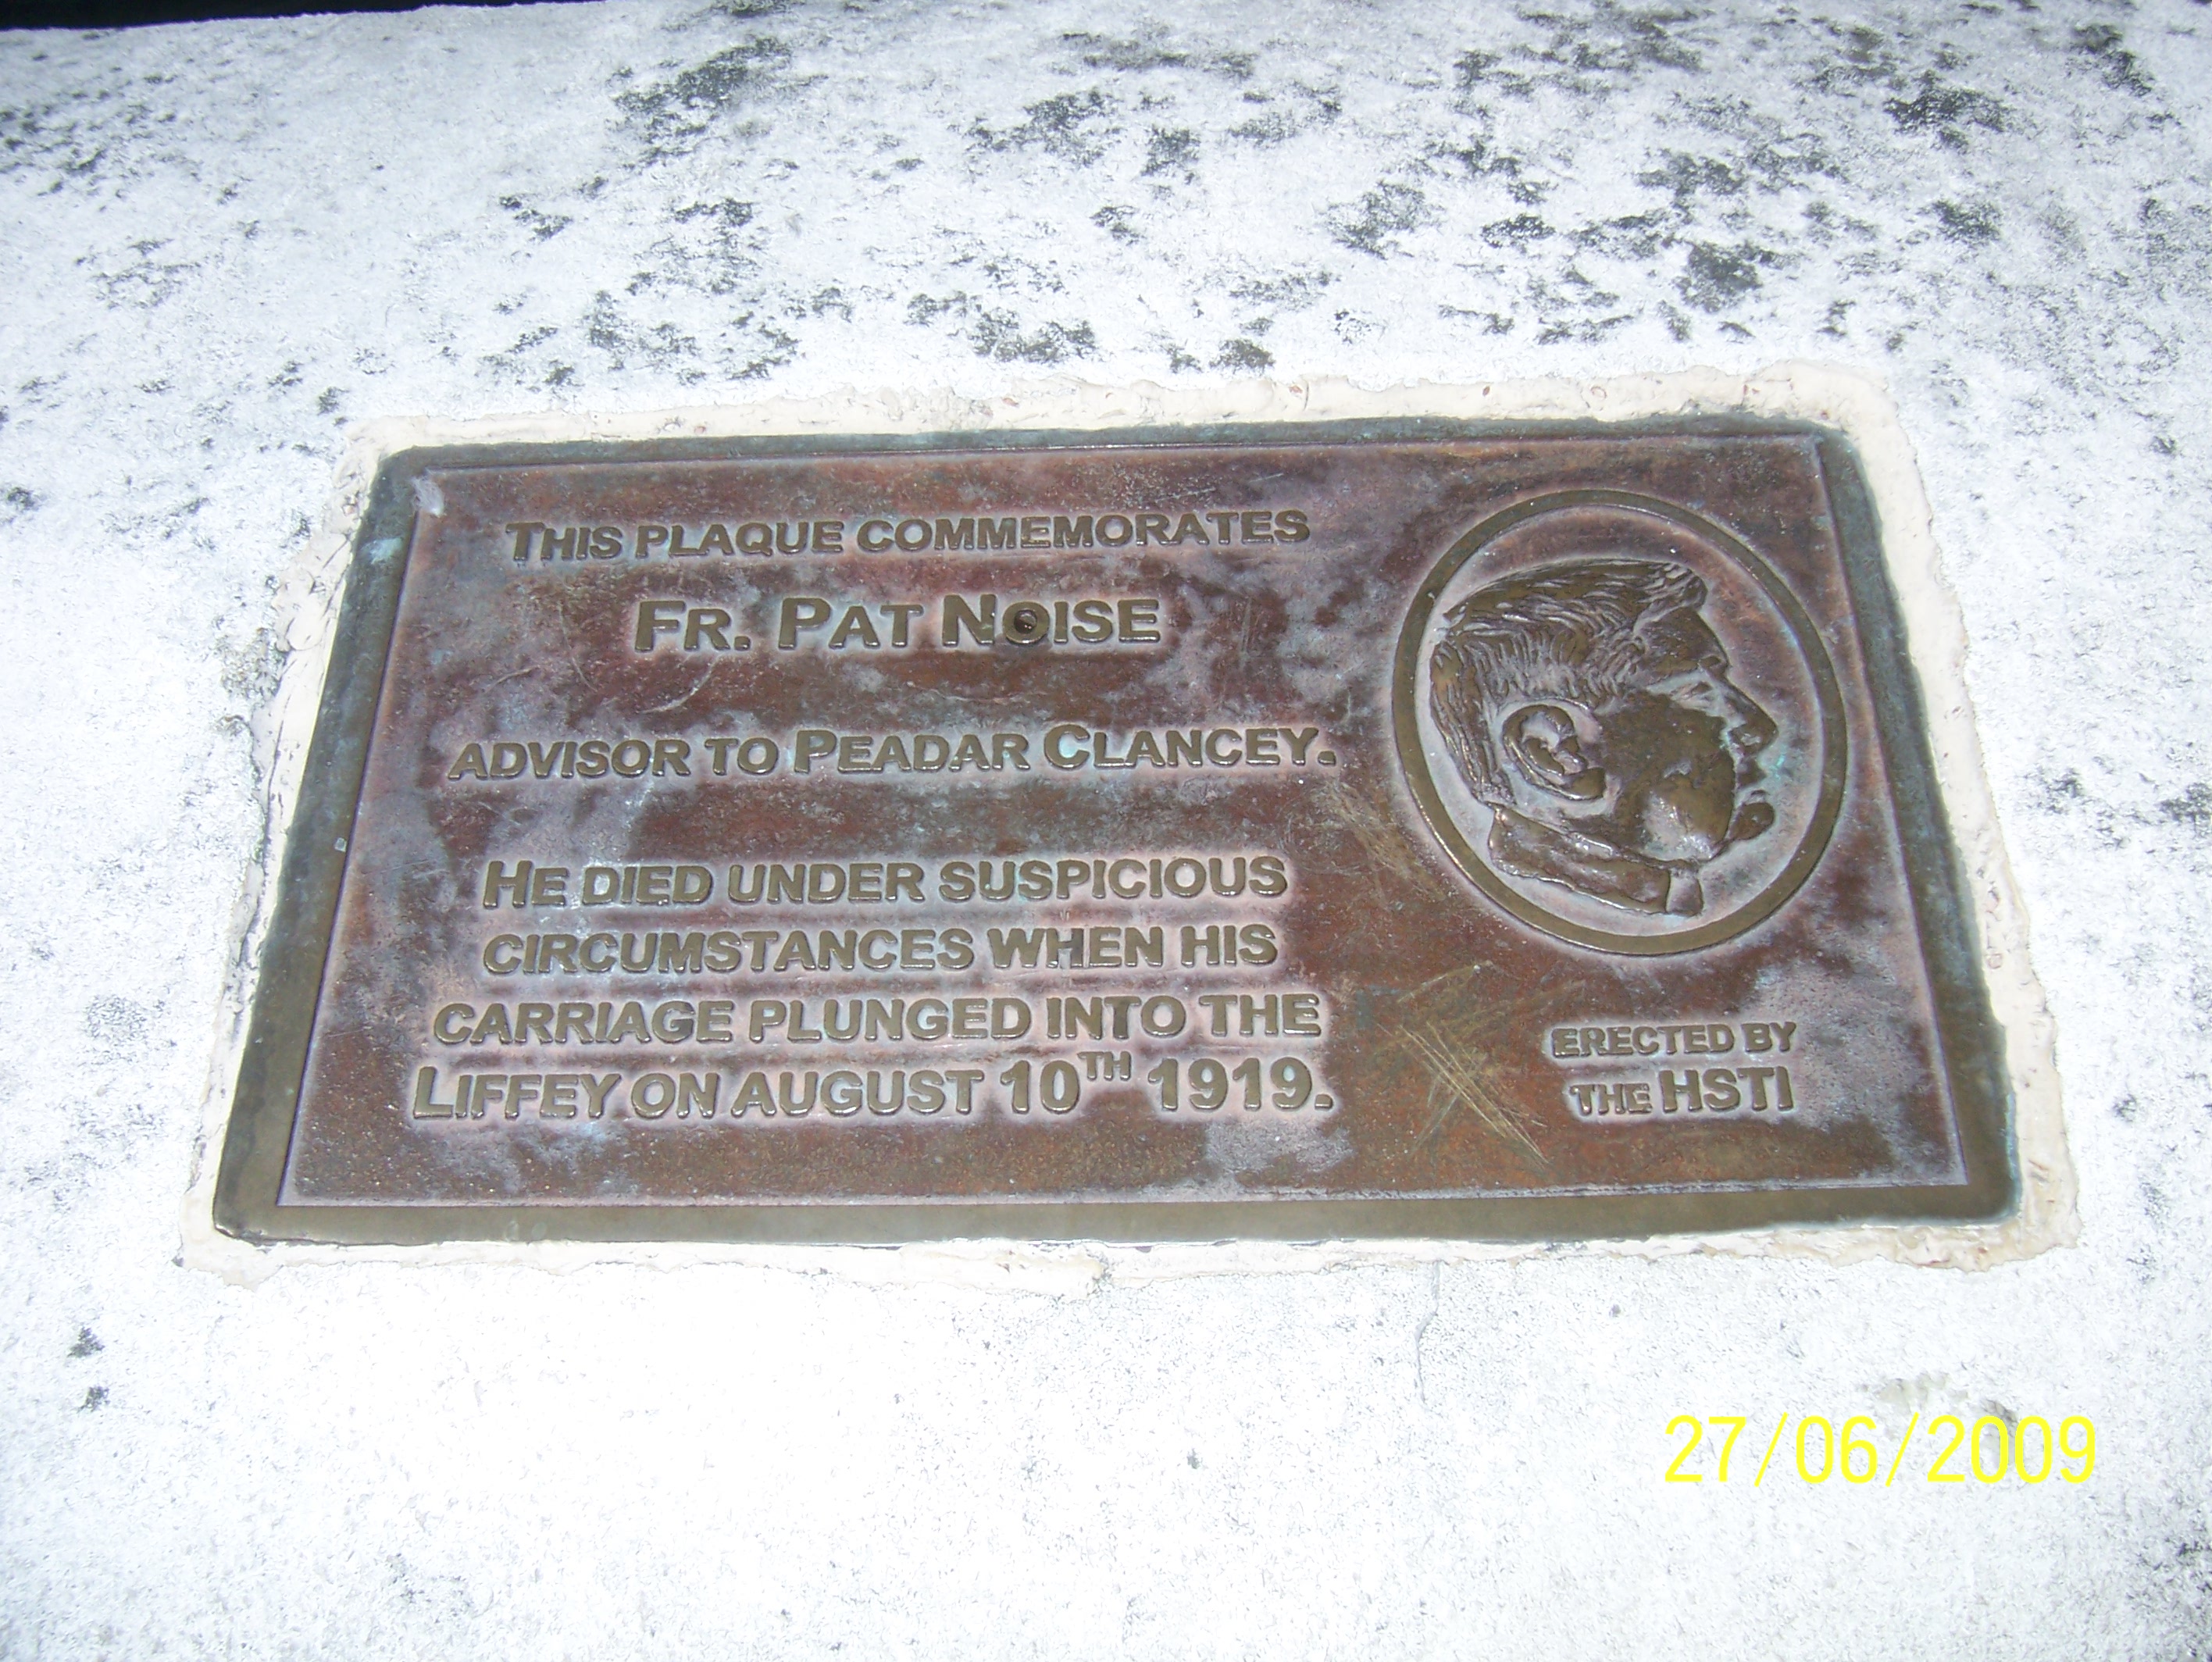 THIS PLAQUE COMMEMORATES
FR. PAT NOISE
ADVISOR TO PEADAR CLANCEY.
HE DIED UNDER SUSPICIOUS
CIRCUMSTANCES WHEN HIS
CARRIAGE PLUNGED INTO THE
LIFFEY ON AUGUST 10TH 1919.
ERECTED BY
THE HSTI
27/06/2009